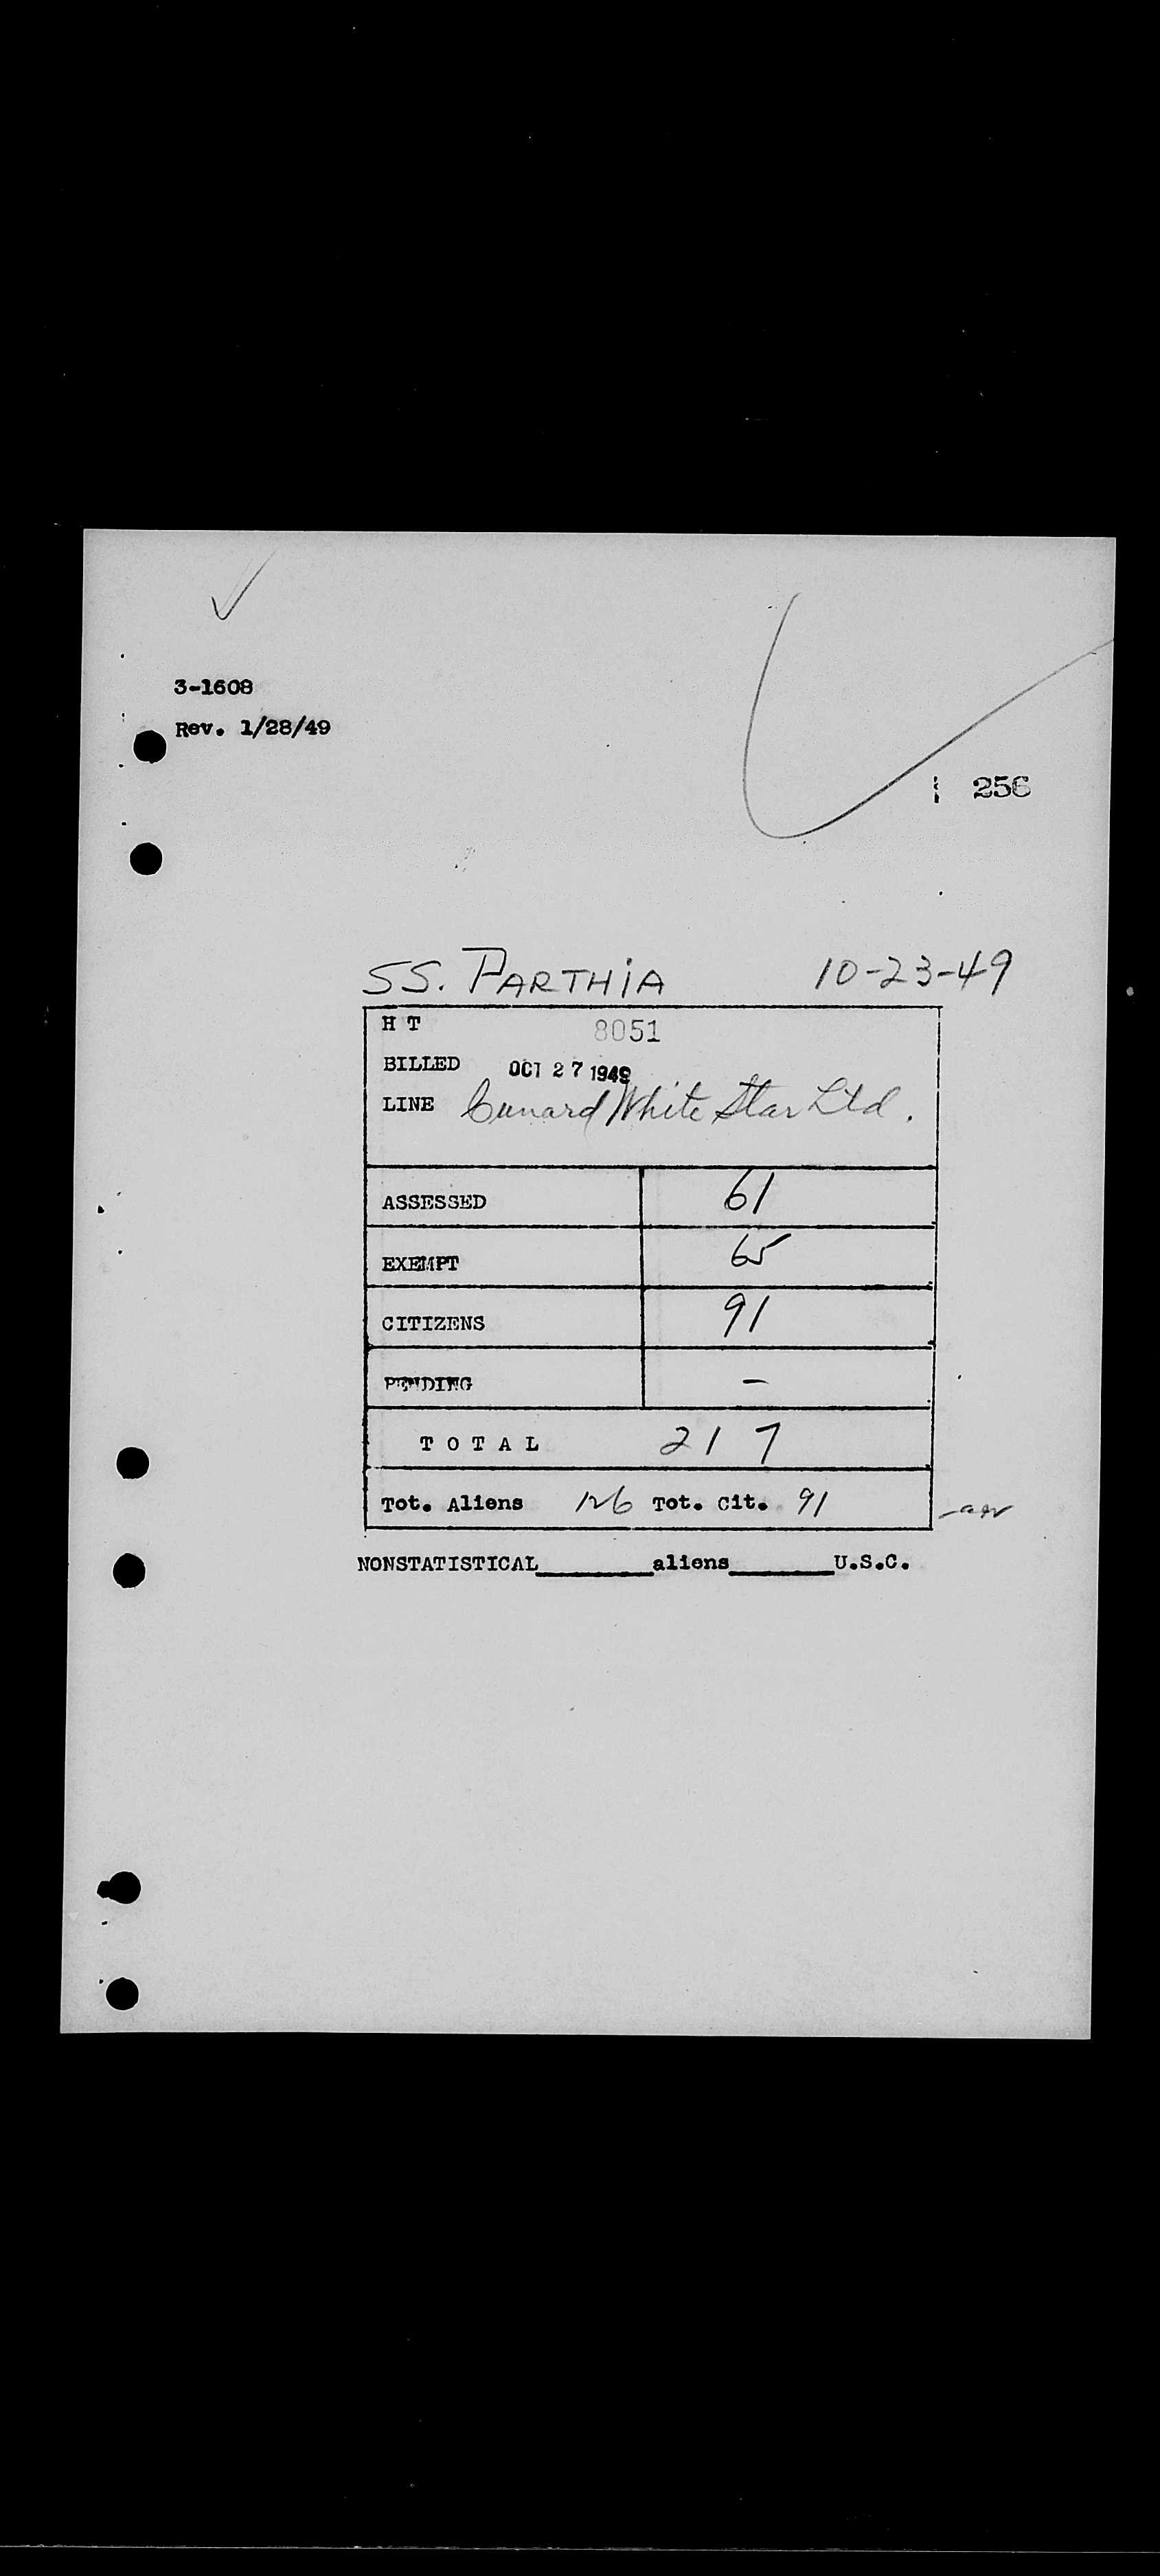 3-1608
Rev. 1/28/49
256
SS. PARTHIA 10-23-49
H T 8051
BILLED OCT 27 1949
LINE Cunard White Star Ltd.
ASSESSED 61
EXEMPT 65
CITIZENS 91
PENDING -
TOTAL 217
Tot. Aliens 126 Tot. Cit. 91
NONSTATISTICAL________aliens_______U.S.C.